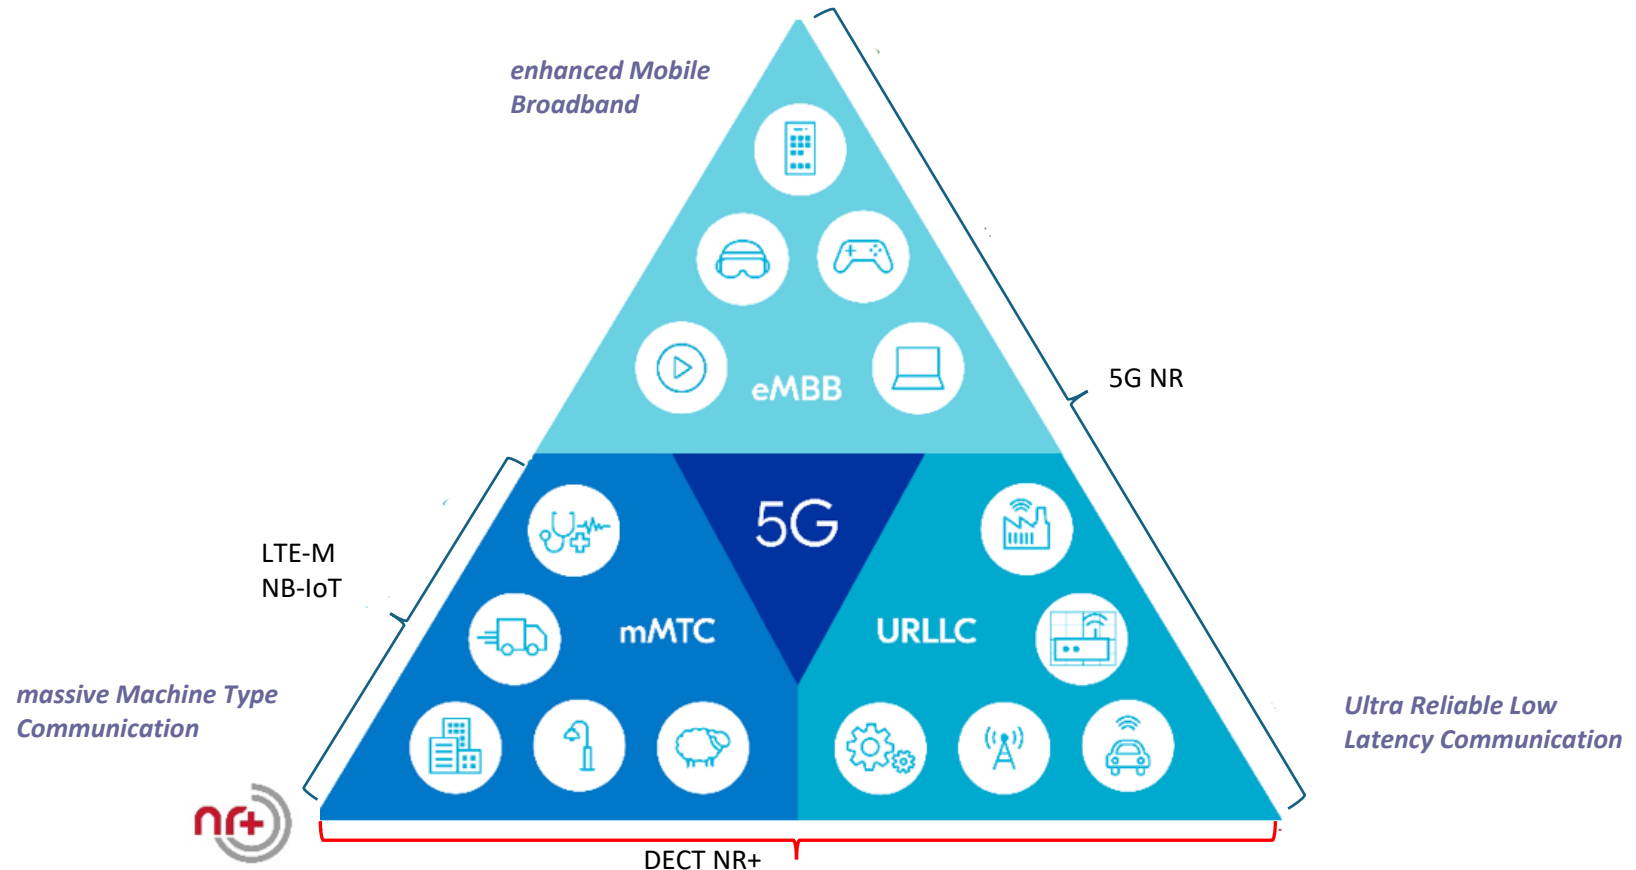 enhanced Mobile
Broadband
eMBB
5G NR
5G
LTE-M
NB-IoT
mMTC
URLLC
massive Machine Type
Communication
Ultra Reliable Low
Latency Communication
nr+
DECT NR+